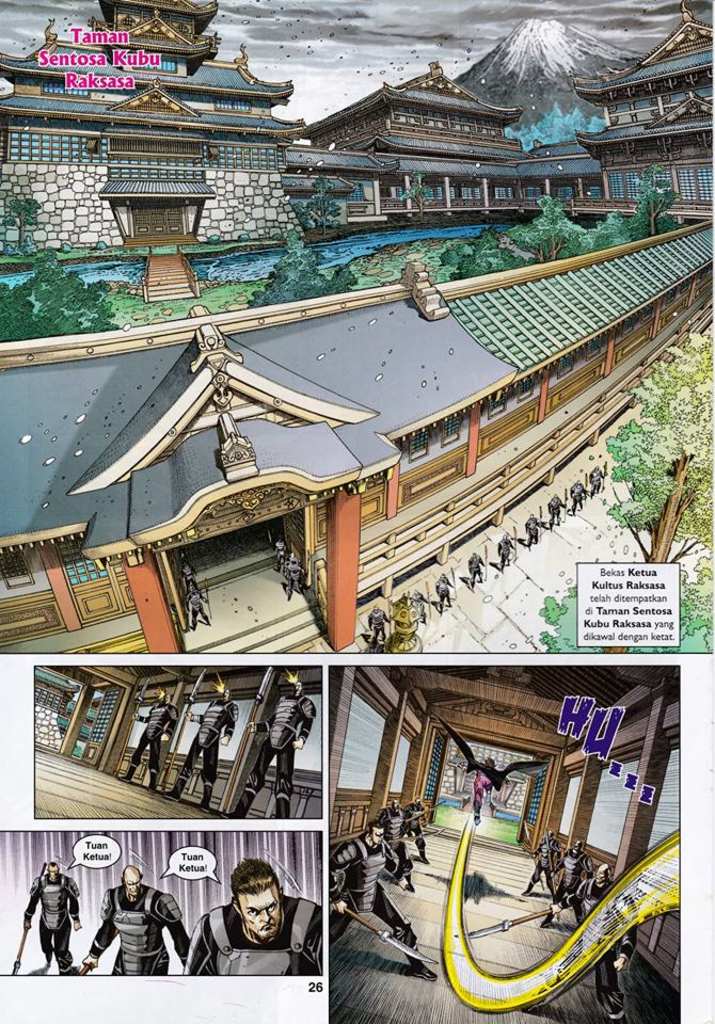 Taman
Sentosa Kubu
Raksasa
Bekas Ketua
Kultus Raksasa
telah ditempatkan
di Taman Sentosa
Kubu Raksasa yang
dikawal dengan ketat.
HUzzz
Tuan
Ketua!
Tuan
Ketua!
26